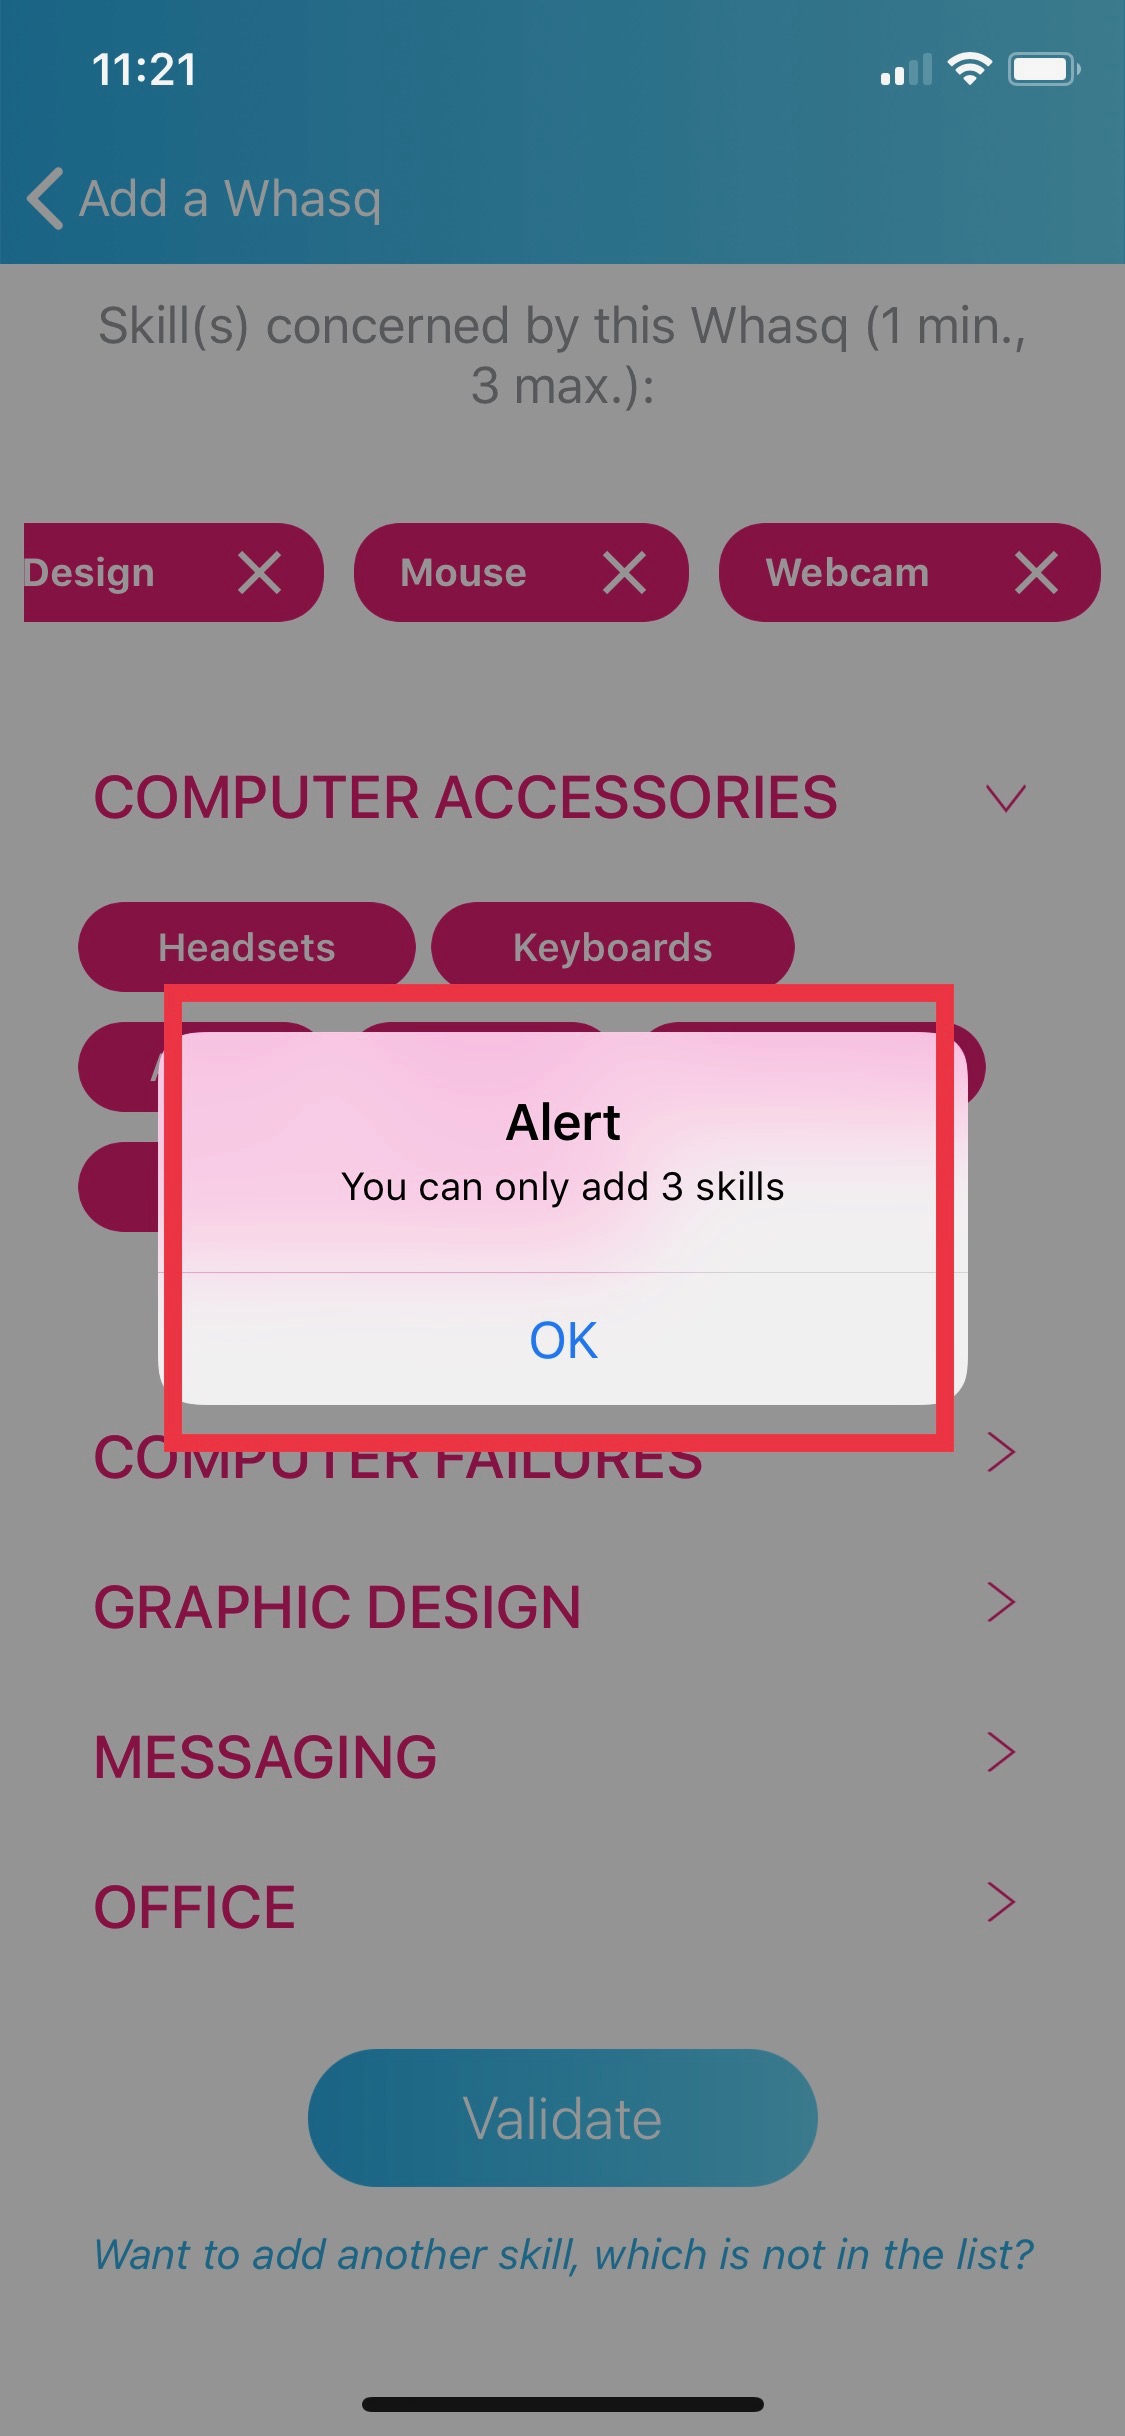 11:21
Add a Whasq
Skill(s) concerned by this Whasq (1 min.,
3 max.):
Design
Mouse
Webcam
COMPUTER ACCESSORIES
Headsets
Keyboards
Alert
You can only add 3 skills
OK
COMPUTER FAILURES
GRAPHIC DESIGN
MESSAGING
OFFICE
Validate
Want to add another skill, which is not in the list?